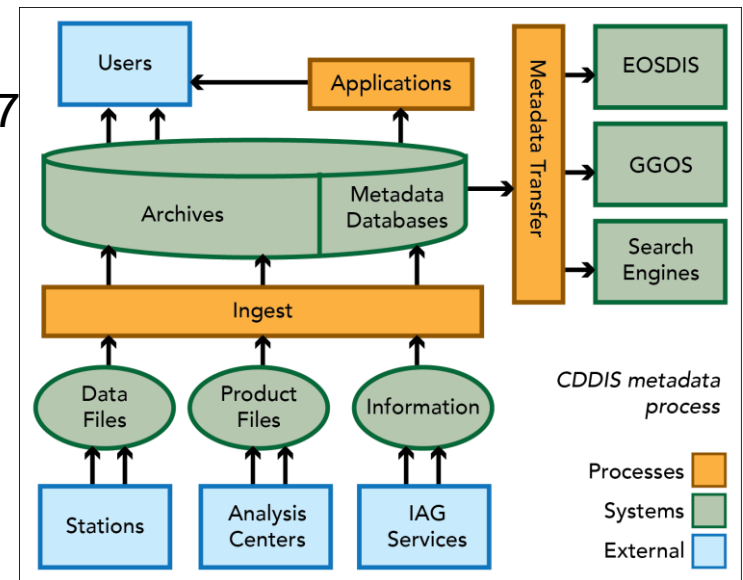 7
Users
Applications
Metadata Transfer
EOSDIS
GGOS
Search
Engines
Archives
Metadata
Databases
Ingest
Data
Files
Product
Files
Information
Stations
Analysis
Centers
IAG
Services
CDDIS metadata
process
Processes
Systems
External